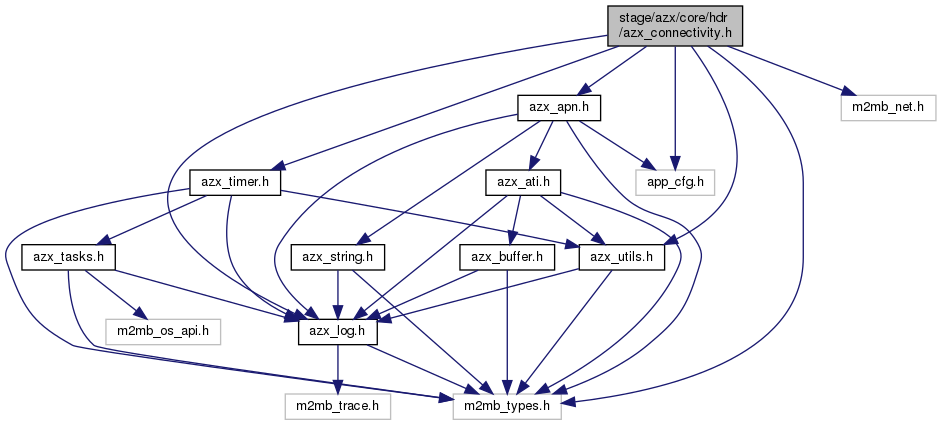 stage/azx/core/hdr
/azx_connectivity.h
azx_apn.h
m2mb_net.h
azx_timer.h
azx_ati.h
app_cfg.h
azx_tasks.h
azx_string.h
azx_buffer.h
azx_utils.h
m2mb_os_api.h
azx_log.h
m2mb_trace.h
m2mb_types.h